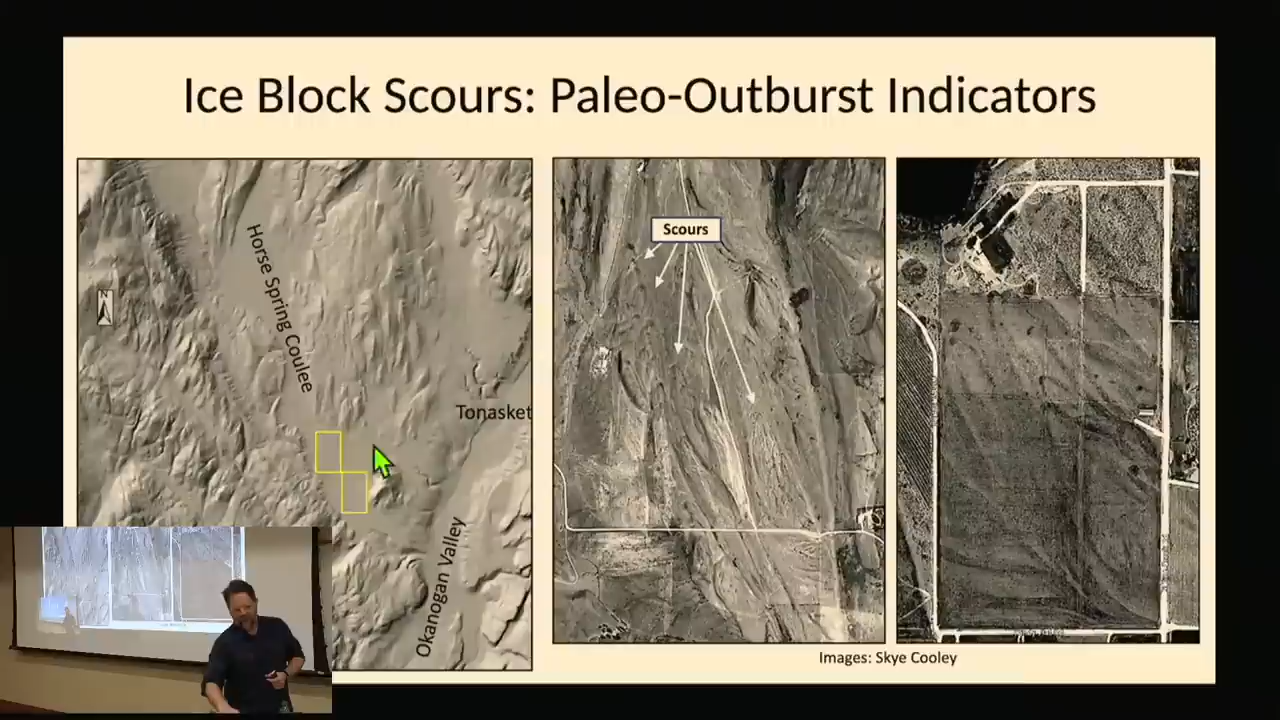 Ice Block Scours: Paleo-Outburst Indicators
N
Horse Spring Coulee
Tonasket
Okanogan Valley
Scours
Images: Skye Cooley